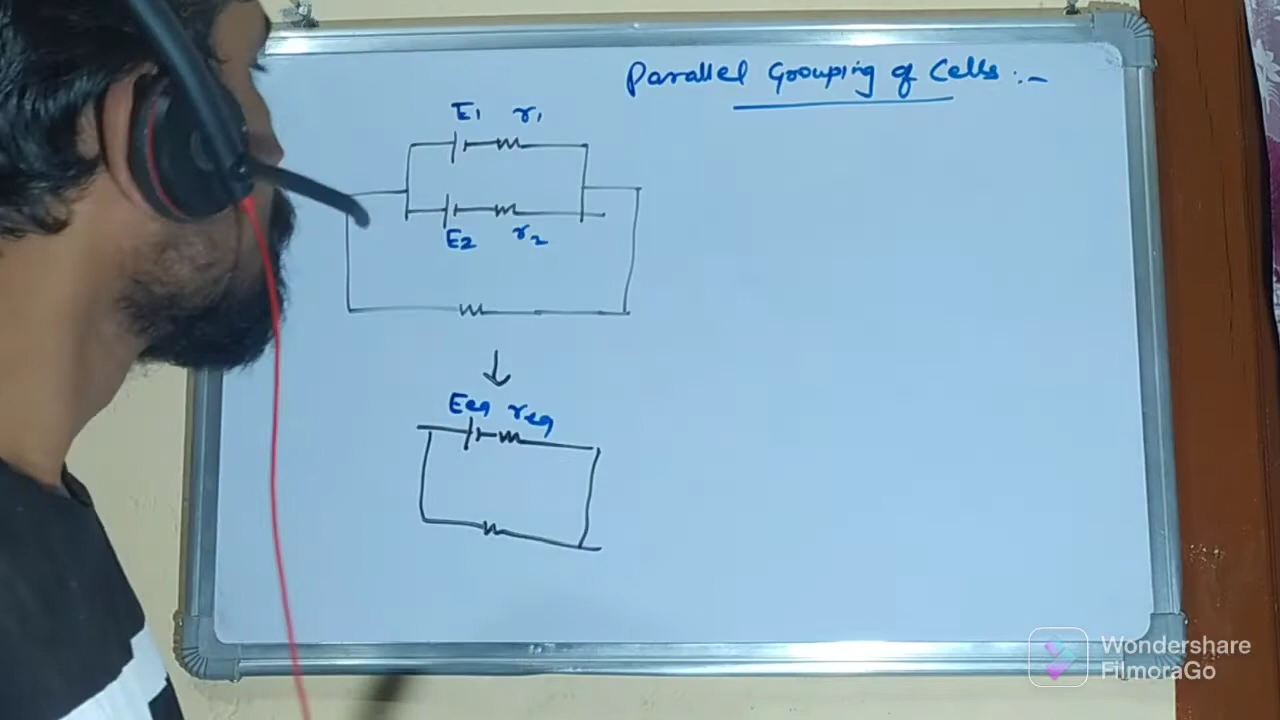 Parallel Grouping of Cells :-
E1 r1
E2 r2
Eeq req
Wondershare
FilmoraGo